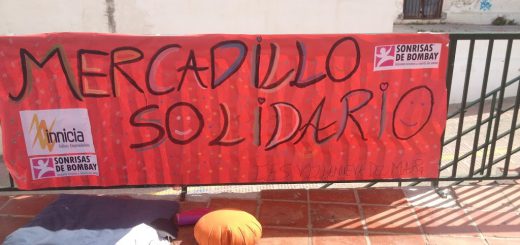 MERCADILLO
SOLIDARIO
SONRISAS
DE BOMBAY
innicia
SONRISAS
DE BOMBAY